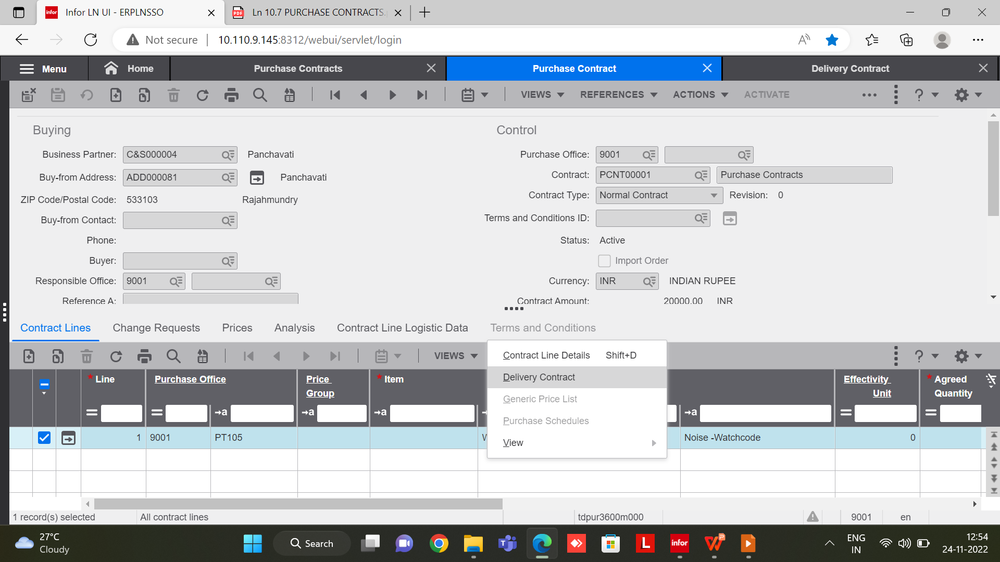 Infor LN UI - ERPLNSSO
Ln 10.7 PURCHASE CONTRACTS.
Not secure
10.110.9.145:8312/webui/servlet/login
Menu
Home
Purchase Contracts
Purchase Contract
Delivery Contract
VIEWS
REFERENCES
ACTIONS
ACTIVATE
Buying
Control
Business Partner: C&S000004 Panchavati
Purchase Office: 9001
Buy-from Address: ADD000081 Panchavati
Contract: PCNT00001 Purchase Contracts
ZIP Code/Postal Code: 533103 Rajahmundry
Contract Type: Normal Contract Revision: 0
Buy-from Contact:
Terms and Conditions ID:
Phone:
Status: Active
Buyer:
Import Order
Responsible Office: 9001
Currency: INR INDIAN RUPEE
Reference A:
Contract Amount: 20000.00 INR
Contract Lines
Change Requests
Prices
Analysis
Contract Line Logistic Data
Terms and Conditions
VIEWS
Contract Line Details Shift+D
Delivery Contract
Generic Price List
Purchase Schedules
View
* Line
Purchase Office
Price
Group
* Item
Effectivity
Unit
* Agreed
Quantity
1 9001 PT105 Noise -Watchcode 0
1 record(s) selected
All contract lines
tdpur3600m000
9001
en
27°C
Cloudy
Search
infor
ENG
IN
12:54
24-11-2022